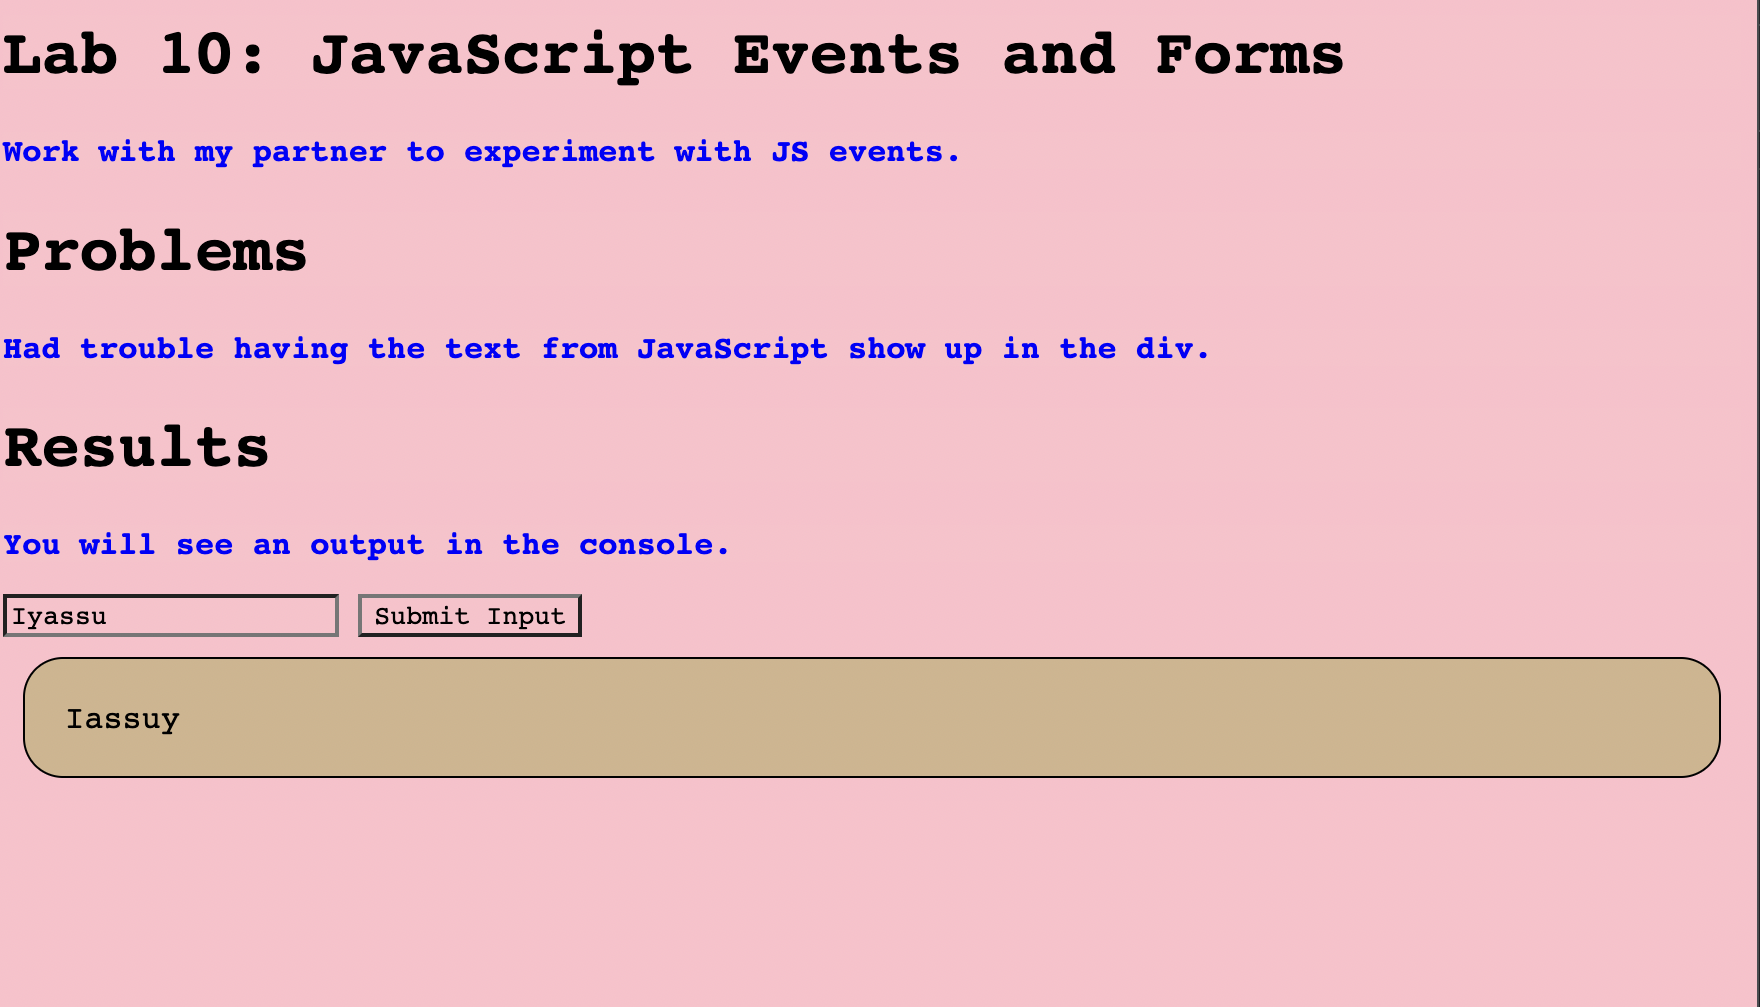 Lab 10: JavaScript Events and Forms
Work with my partner to experiment with JS events.
Problems
Had trouble having the text from JavaScript show up in the div.
Results
You will see an output in the console.
Iyassu Submit Input
Iassuy